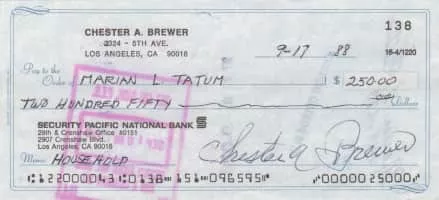 CHESTER A. BREWER
2024 - 5TH AVE.
LOS ANGELES, CA 90018
138
9-17 88
16-4/1220
Pay to the
Order of MARIAN L TATUM $ 250.00
TWO HUNDRED FIFTY Dollars
SECURITY PACIFIC NATIONAL BANK
29th & Crenshaw Office #0151
2907 Crenshaw Blvd.
Los Angeles, CA 90016
Memo HOUSEHOLD Chester A Brewer
⑆122000043⑆0138⑈ 151⑈096595⑈ ⑈0000025000⑈